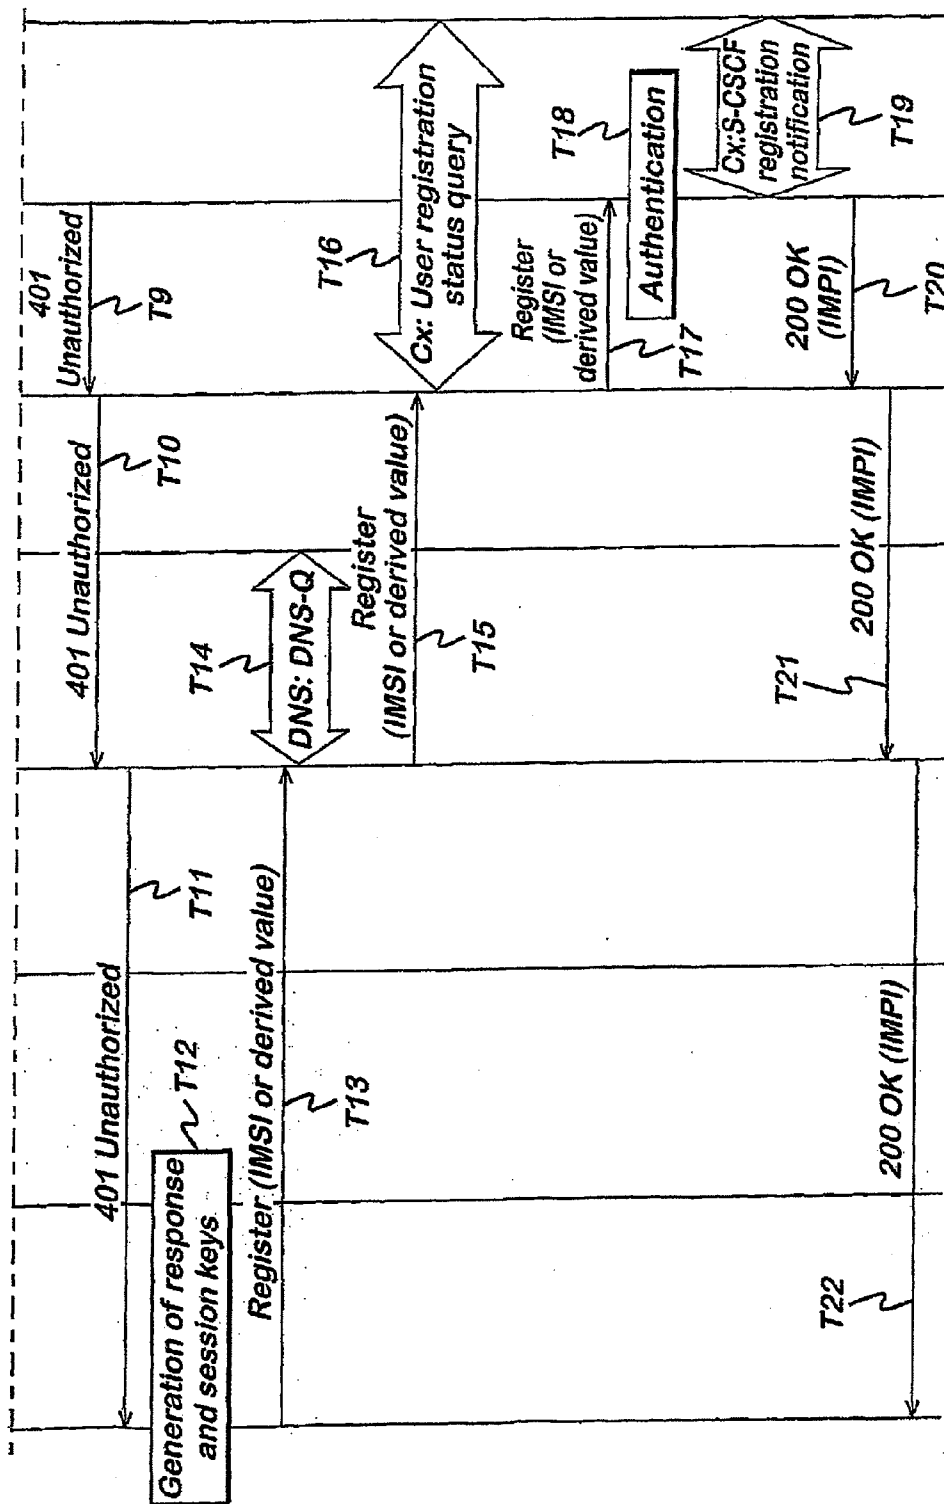 401
Unauthorized
T9
401 Unauthorized
T10
401 Unauthorized
T11
Generation of response
and session keys
T12
Register (IMSI or derived value)
T13
DNS: DNS-Q
T14
Register
(IMSI or derived value)
T15
Cx: User registration
status query
T16
Register
(IMSI or
derived value)
T17
Authentication
T18
Cx:S-CSCF
registration
notification
T19
200 OK
(IMPI)
T20
200 OK (IMPI)
T21
200 OK (IMPI)
T22